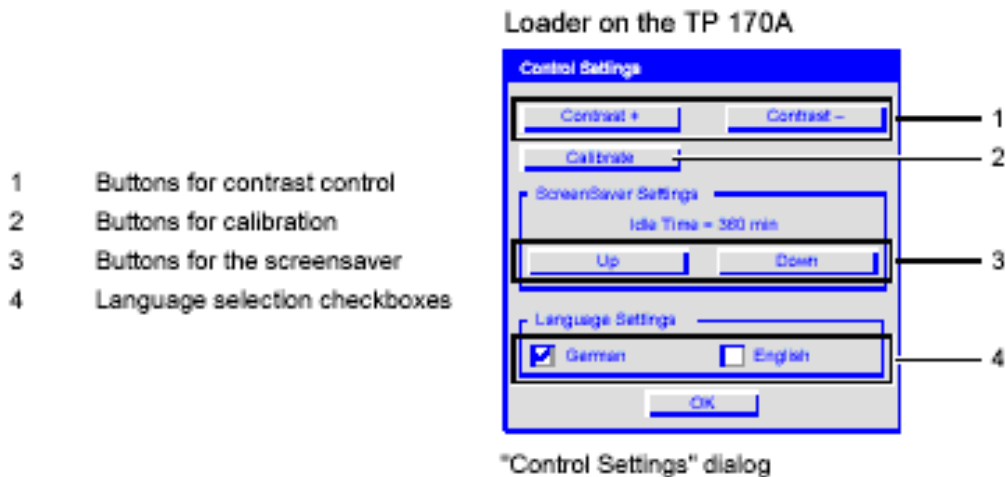 Loader on the TP 170A
Control Settings
Contrast +
Contrast –
1
Calibrate
2
ScreenSaver Settings
Idle Time = 360 min
Up
Down
3
Language Settings
German
English
4
OK
"Control Settings" dialog
1 Buttons for contrast control
2 Buttons for calibration
3 Buttons for the screensaver
4 Language selection checkboxes